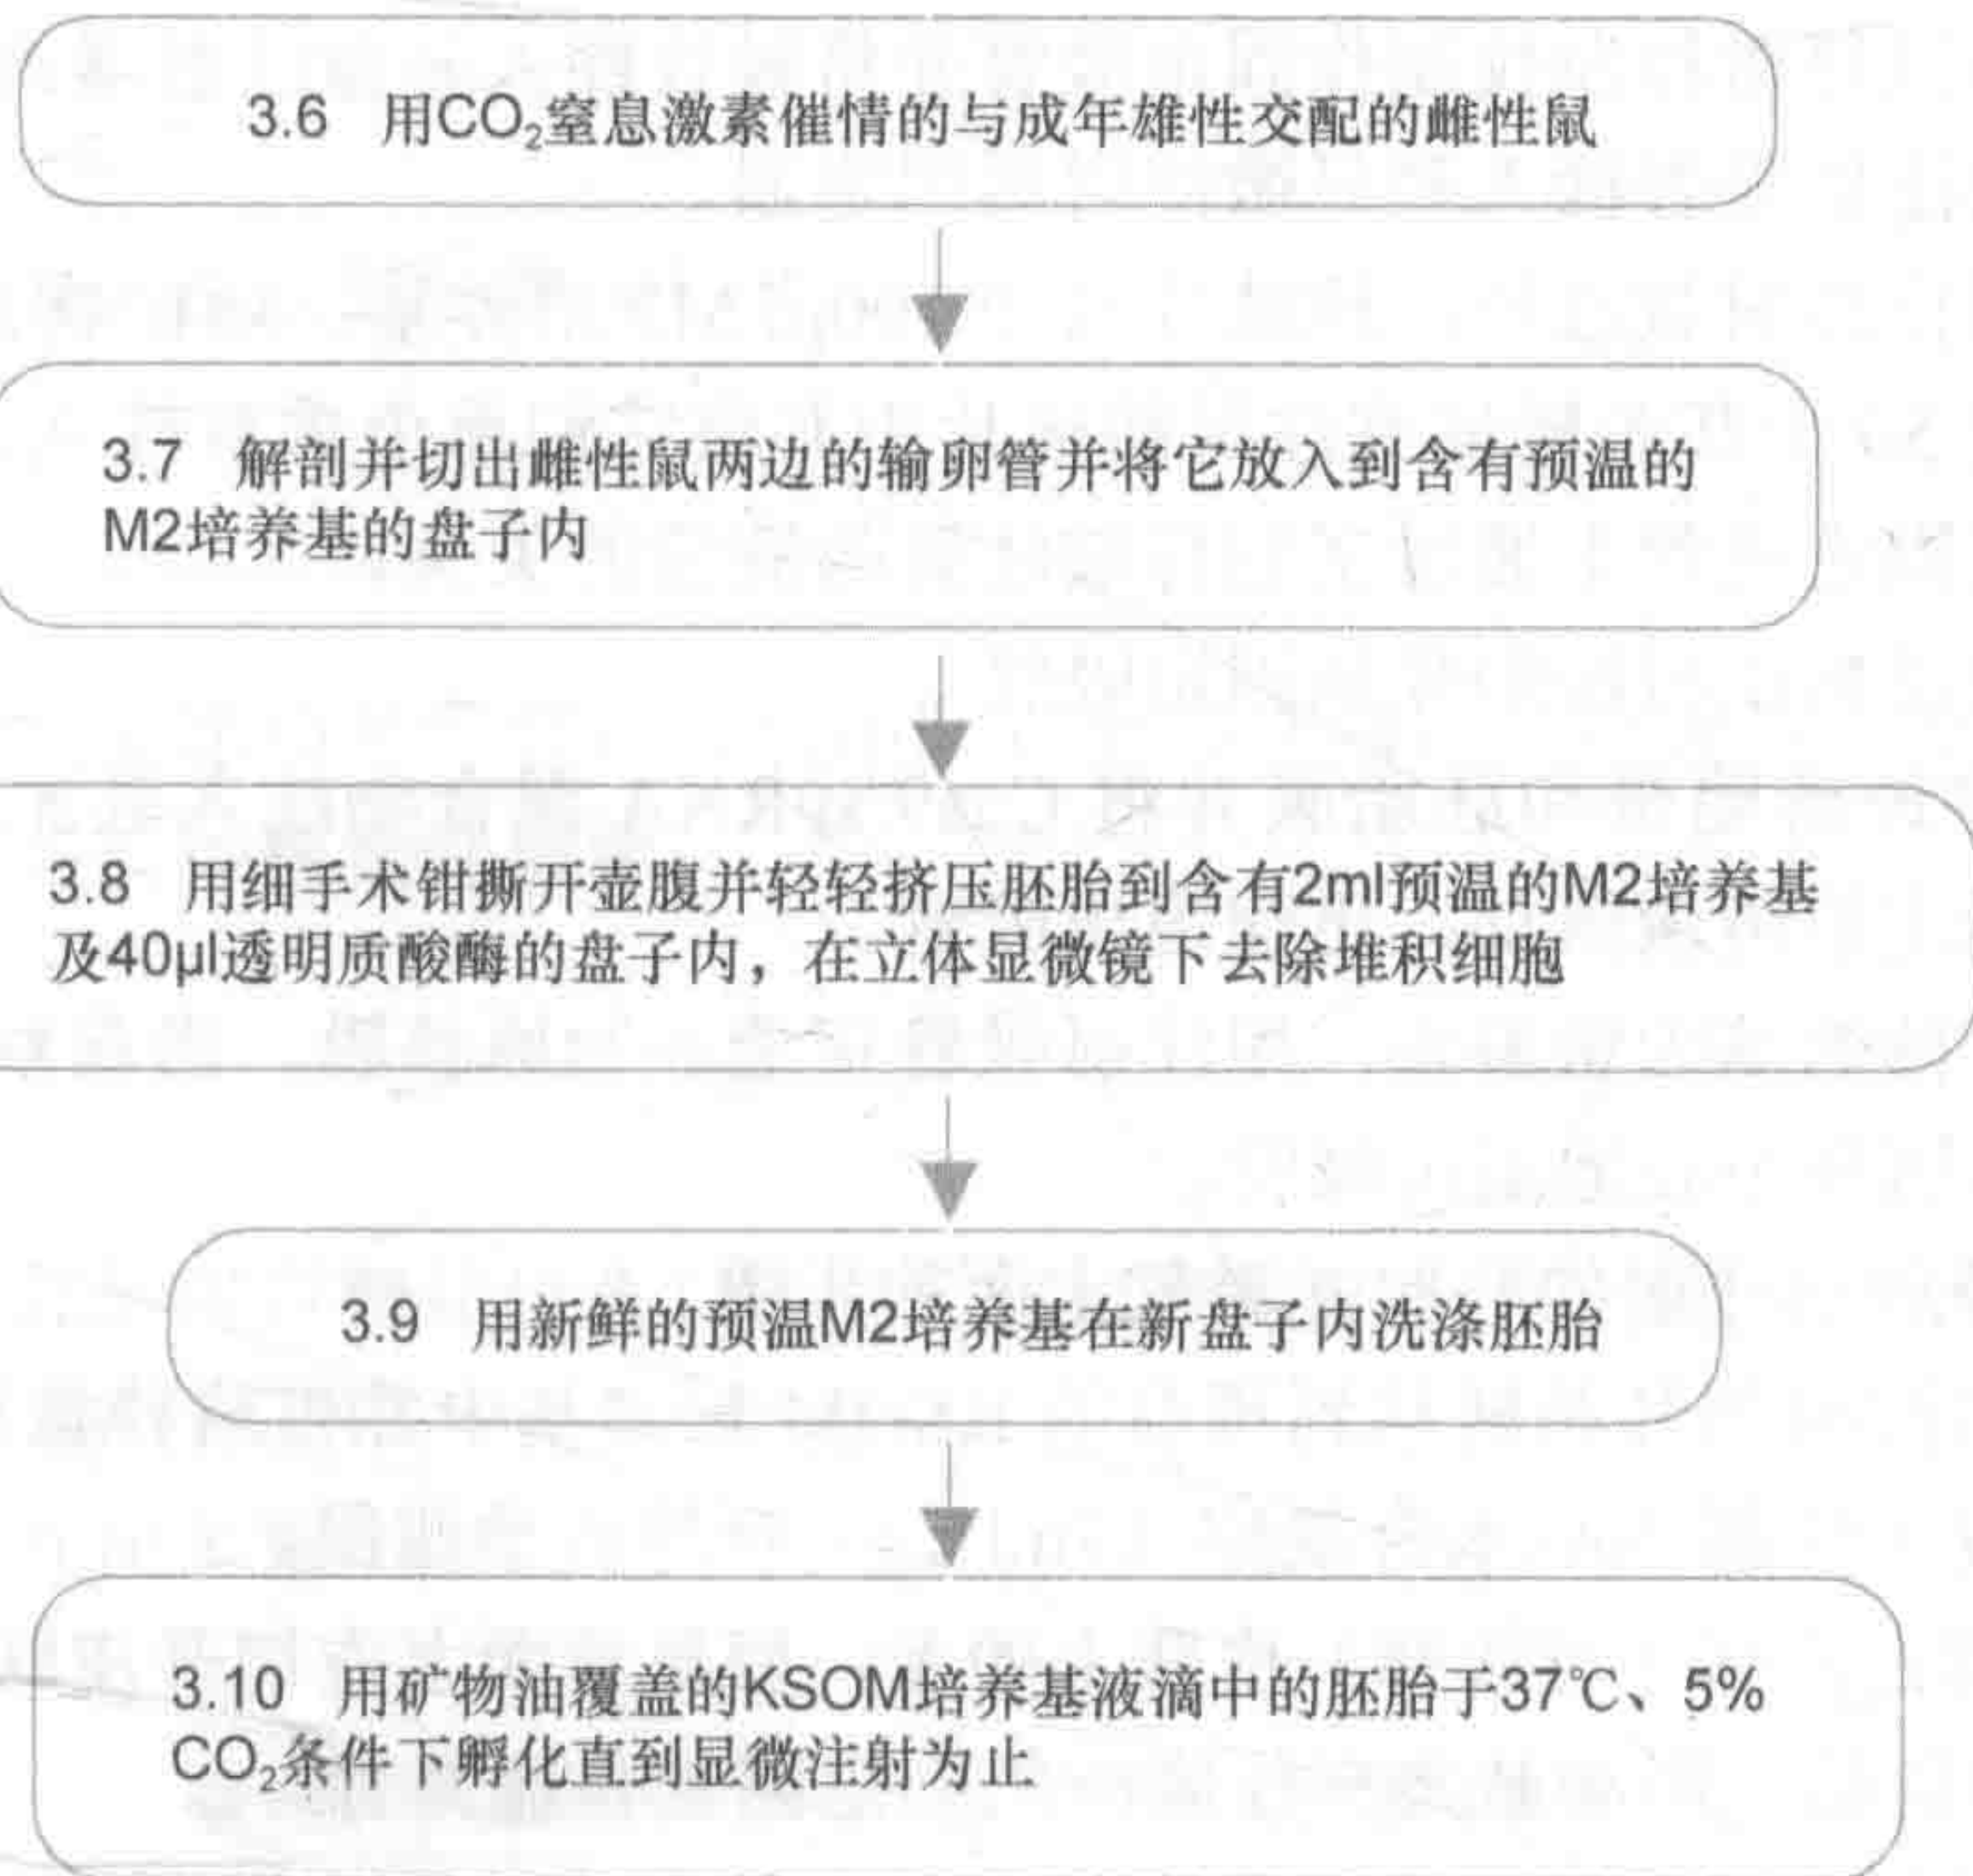 3.6 用CO₂窒息激素催情的与成年雄性交配的雌性鼠
3.7 解剖并切出雌性鼠两边的输卵管并将它放入到含有预温的
M2培养基的盘子内
3.8 用细手术钳撕开壶腹并轻轻挤压胚胎到含有2ml预温的M2培养基
及40μl透明质酸酶的盘子内，在立体显微镜下去除堆积细胞
3.9 用新鲜的预温M2培养基在新盘子内洗涤胚胎
3.10 用矿物油覆盖的KSOM培养基液滴中的胚胎于37℃、5%
CO₂条件下孵化直到显微注射为止